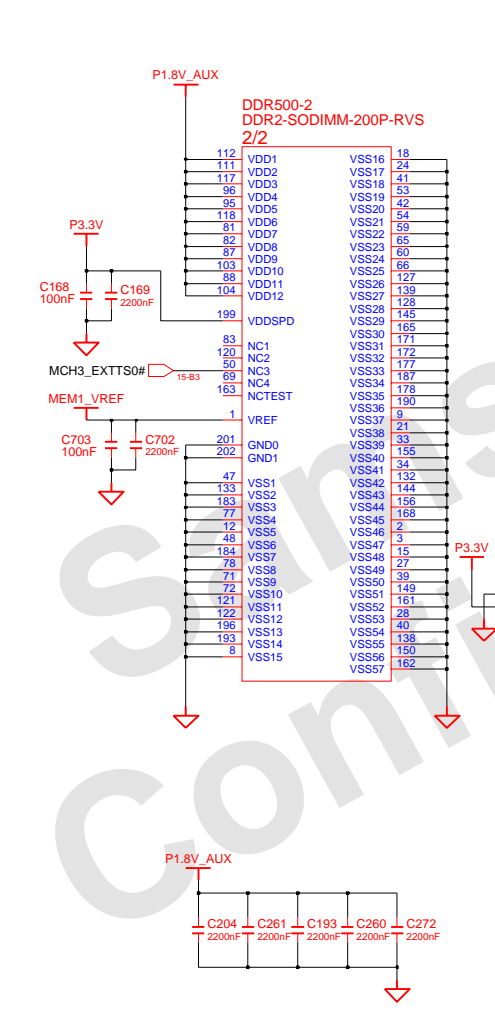 P1.8V_AUX
DDR500-2
DDR2-SODIMM-200P-RVS
2/2
112 VDD1 VSS16 18
111 VDD2 VSS17 24
117 VDD3 VSS18 41
96 VDD4 VSS19 53
95 VDD5 VSS20 42
118 VDD6 VSS21 54
81 VDD7 VSS22 59
82 VDD8 VSS23 65
87 VDD9 VSS24 60
103 VDD10 VSS25 66
88 VDD11 VSS26 127
104 VDD12 VSS27 139
VSS28 128
199 VDDSPD VSS29 145
VSS30 165
83 NC1 VSS31 171
120 NC2 VSS32 172
50 NC3 VSS33 177
69 NC4 VSS34 187
163 NCTEST VSS35 178
VSS36 190
1 VREF VSS37 9
VSS38 21
201 GND0 VSS39 33
202 GND1 VSS40 155
VSS41 34
47 VSS1 VSS42 132
133 VSS2 VSS43 144
183 VSS3 VSS44 156
77 VSS4 VSS45 168
12 VSS5 VSS46 2
48 VSS6 VSS47 3
184 VSS7 VSS48 15
78 VSS8 VSS49 27
71 VSS9 VSS50 39
72 VSS10 VSS51 149
121 VSS11 VSS52 161
122 VSS12 VSS53 28
196 VSS13 VSS54 40
193 VSS14 VSS55 138
8 VSS15 VSS56 150
VSS57 162
P3.3V
C168
100nF
C169
2200nF
MCH3_EXTTS0#
15-B3
MEM1_VREF
C703
100nF
C702
2200nF
P3.3V
P1.8V_AUX
C204 C261 C193 C260 C272
2200nF 2200nF 2200nF 2200nF 2200nF